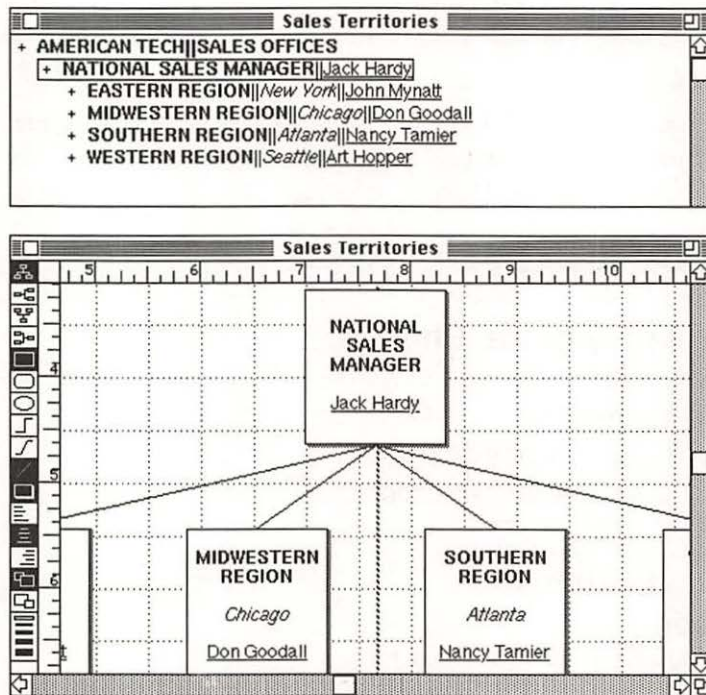 Sales Territories
+ AMERICAN TECH||SALES OFFICES
+ NATIONAL SALES MANAGER||Jack Hardy
+ EASTERN REGION||New York||John Mynatt
+ MIDWESTERN REGION||Chicago||Don Goodall
+ SOUTHERN REGION||Atlanta||Nancy Tamier
+ WESTERN REGION||Seattle||Art Hopper
Sales Territories
5 6 7 8 9 10
4
5
6
NATIONAL
SALES
MANAGER
Jack Hardy
MIDWESTERN
REGION
Chicago
Don Goodall
SOUTHERN
REGION
Atlanta
Nancy Tamier
t